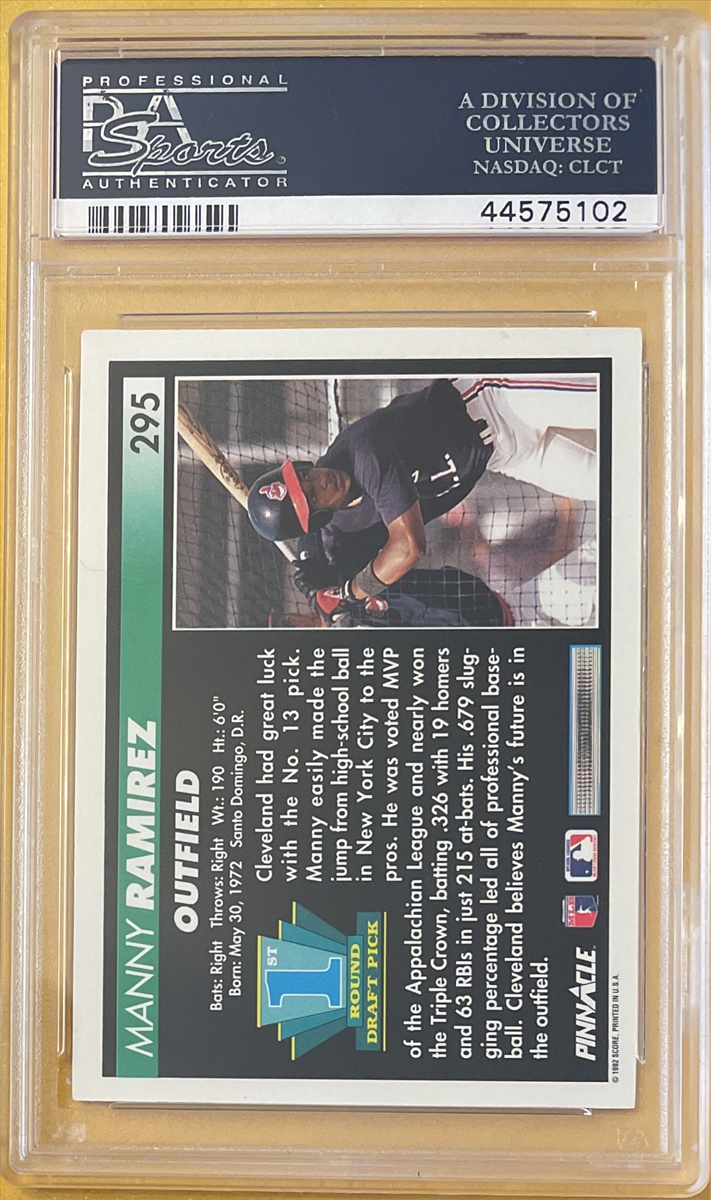 PROFESSIONAL
PSA
Sports
AUTHENTICATOR
A DIVISION OF
COLLECTORS
UNIVERSE
NASDAQ: CLCT
44575102
MANNY RAMIREZ 295
OUTFIELD
Bats: Right Throws: Right Wt.: 190 Ht.: 6'0"
Born: May 30, 1972 Santo Domingo, D.R.
1ST
ROUND
DRAFT PICK
Cleveland had great luck
with the No. 13 pick.
Manny easily made the
jump from high-school ball
in New York City to the
pros. He was voted MVP
of the Appalachian League and nearly won
the Triple Crown, batting .326 with 19 homers
and 63 RBIs in just 215 at-bats. His .679 slug-
ging percentage led all of professional base-
ball. Cleveland believes Manny's future is in
the outfield.
PINNACLE
© 1992 SCORE, PRINTED IN U.S.A.